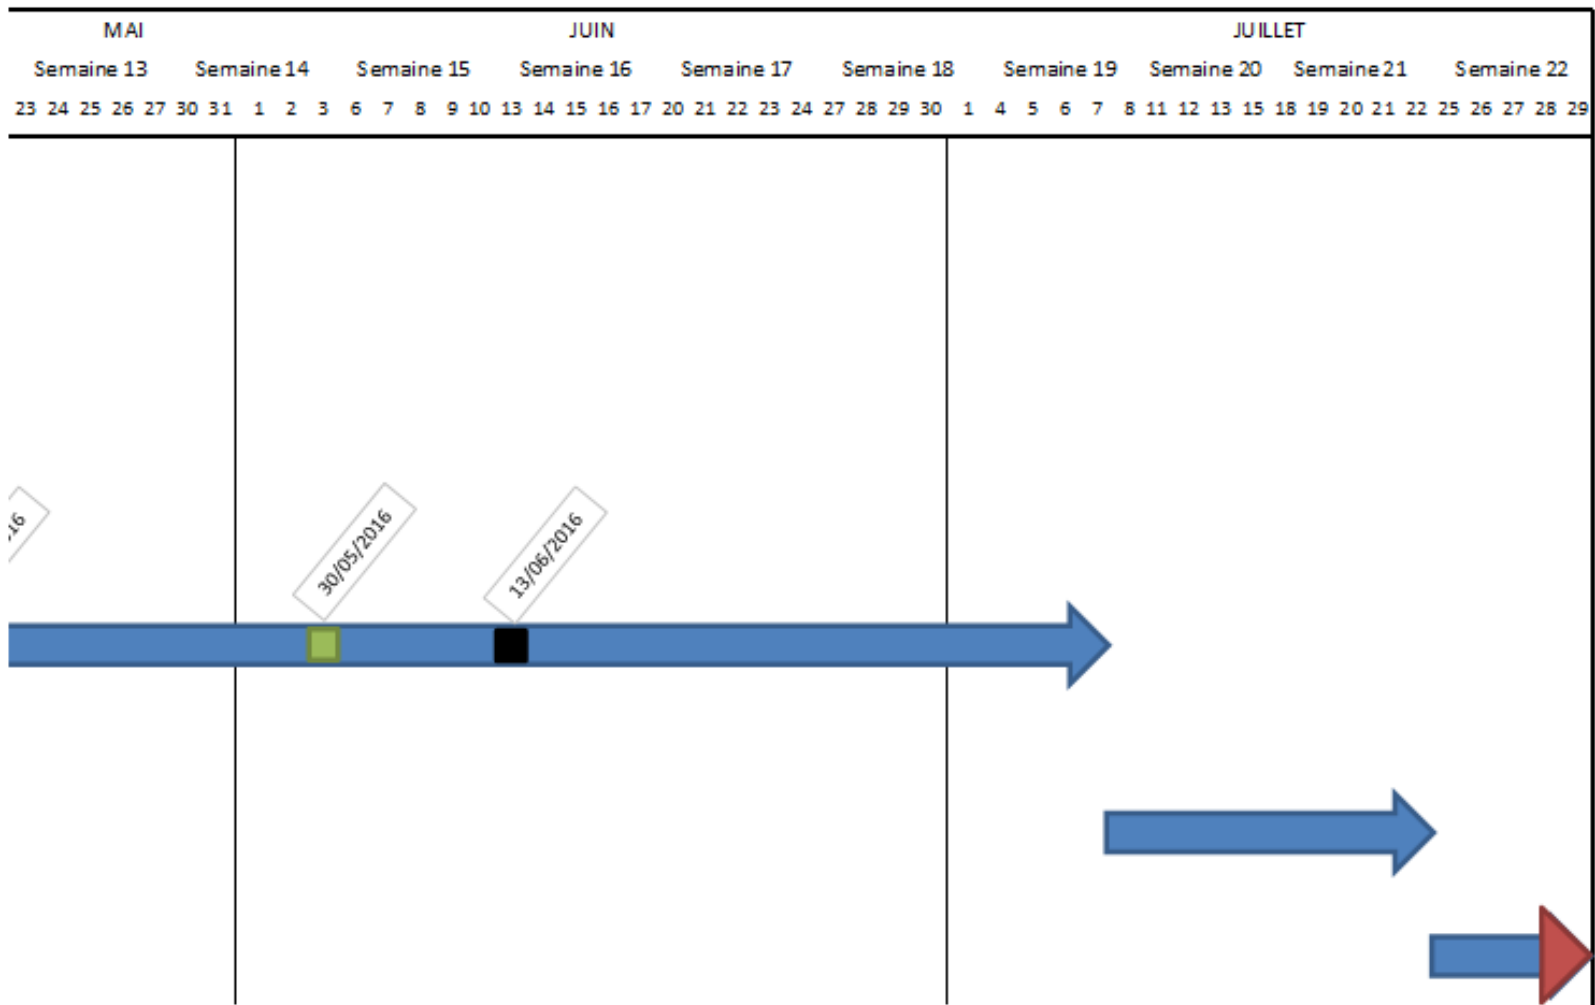 MAI JUIN JUILLET
Semaine 13 Semaine 14 Semaine 15 Semaine 16 Semaine 17 Semaine 18 Semaine 19 Semaine 20 Semaine 21 Semaine 22
23 24 25 26 27 30 31 1 2 3 6 7 8 9 10 13 14 15 16 17 20 21 22 23 24 27 28 29 30 1 4 5 6 7 8 11 12 13 15 18 19 20 21 22 25 26 27 28 29
16
30/05/2016
13/06/2016